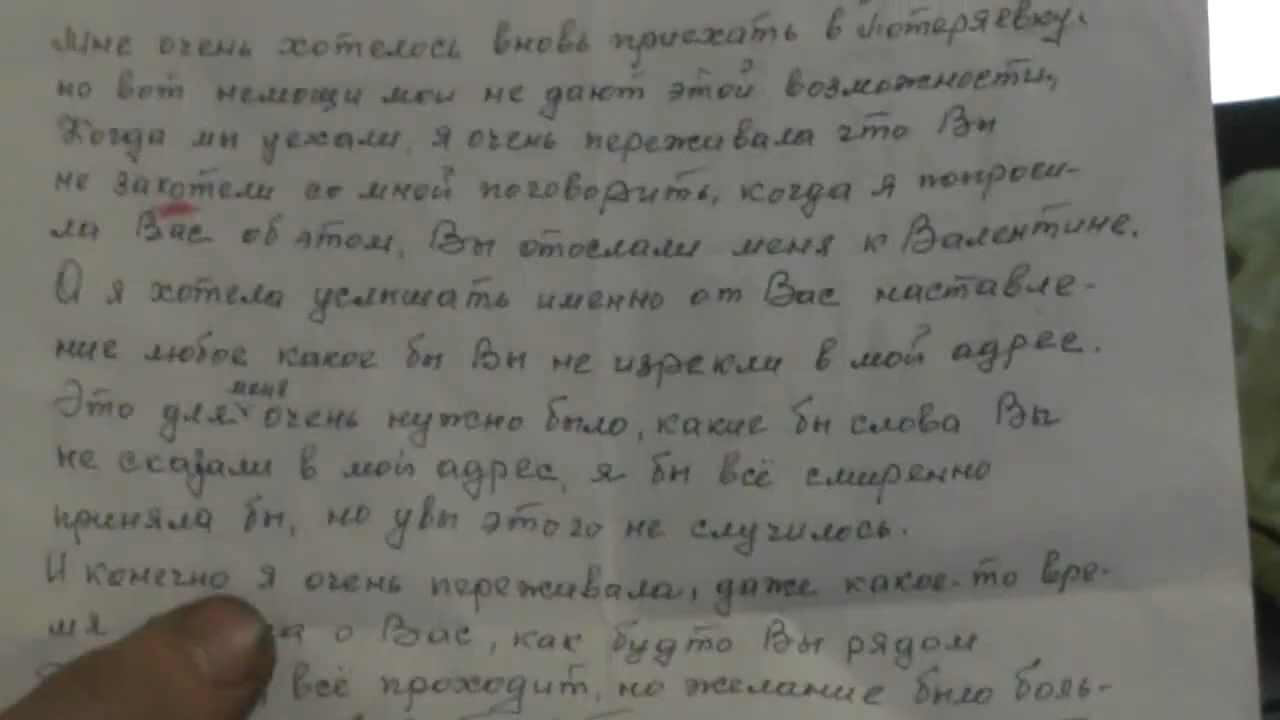 Мне очень хотелось вновь приехать в Потеряевку,
но вот немощи мои не дают этой возможности,
Когда мы уехали, я очень переживала что Вы
не захотели со мной поговорить, когда я попроси-
ла Вас об этом, Вы отослали меня к Валентине.
А я хотела услышать именно от Вас наставле-
ние любое какое бы Вы не изрекли в мой адрес.
Это для меня очень нужно было, какие бы слова Вы
не сказали в мой адрес, я бы всё смиренно
приняла бы, но увы этого не случилось.
И конечно я очень переживала, даже какое-то вре-
мя о Вас, как будто Вы рядом
всё проходит, но желание было боль-